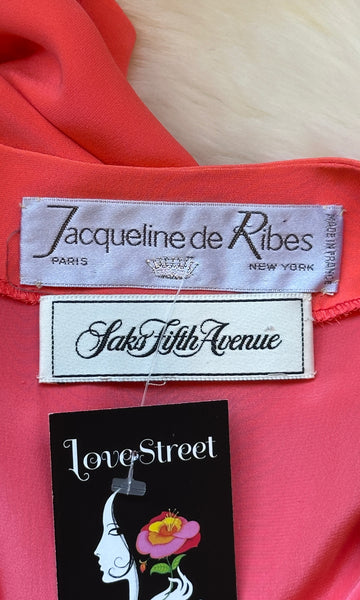 Jacqueline de Ribes
PARIS
NEW YORK
MADE IN FRANCE
Saks Fifth Avenue
Love Street